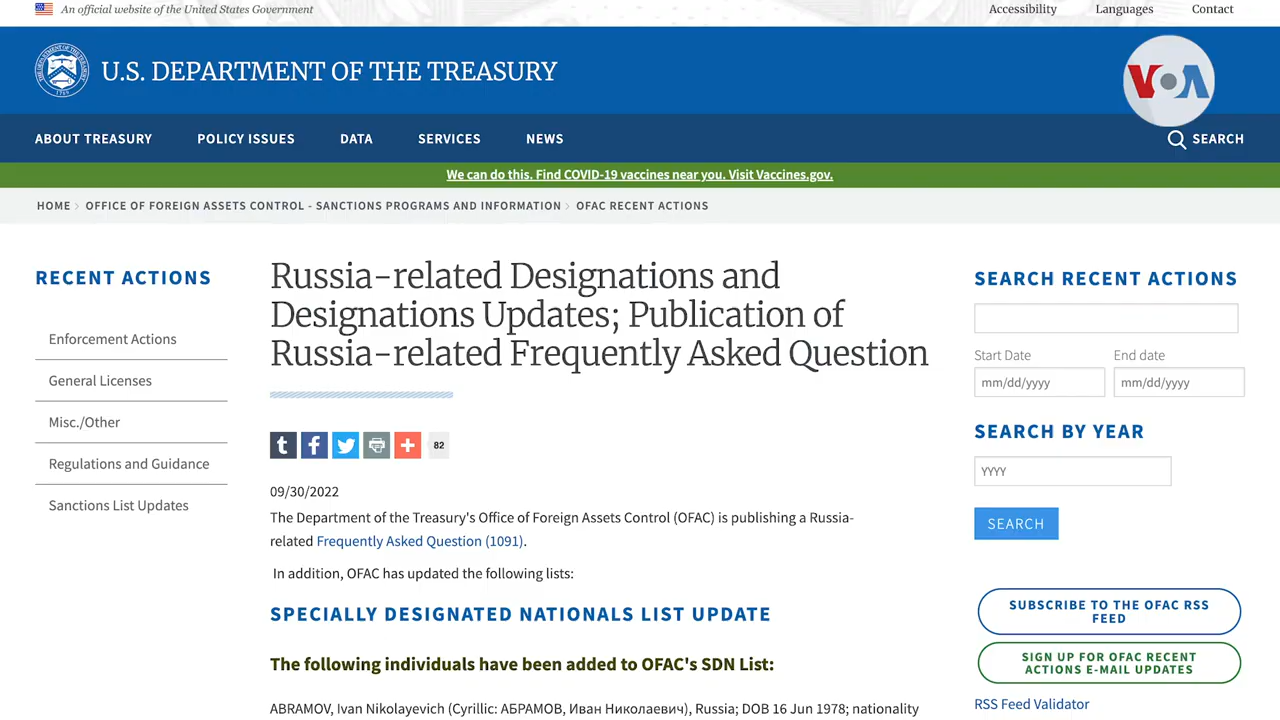 An official website of the United States Government
Accessibility Languages Contact
U.S. DEPARTMENT OF THE TREASURY
VOA
ABOUT TREASURY POLICY ISSUES DATA SERVICES NEWS SEARCH
We can do this. Find COVID-19 vaccines near you. Visit Vaccines.gov.
HOME > OFFICE OF FOREIGN ASSETS CONTROL - SANCTIONS PROGRAMS AND INFORMATION > OFAC RECENT ACTIONS
RECENT ACTIONS
Enforcement Actions
General Licenses
Misc./Other
Regulations and Guidance
Sanctions List Updates
Russia-related Designations and
Designations Updates; Publication of
Russia-related Frequently Asked Question
82
09/30/2022
The Department of the Treasury's Office of Foreign Assets Control (OFAC) is publishing a Russia-
related Frequently Asked Question (1091).
In addition, OFAC has updated the following lists:
SPECIALLY DESIGNATED NATIONALS LIST UPDATE
The following individuals have been added to OFAC's SDN List:
ABRAMOV, Ivan Nikolayevich (Cyrillic: АБРАМОВ, Иван Николаевич), Russia; DOB 16 Jun 1978; nationality
SEARCH RECENT ACTIONS
Start Date End date
mm/dd/yyyy mm/dd/yyyy
SEARCH BY YEAR
YYYY
SEARCH
SUBSCRIBE TO THE OFAC RSS
FEED
SIGN UP FOR OFAC RECENT
ACTIONS E-MAIL UPDATES
RSS Feed Validator